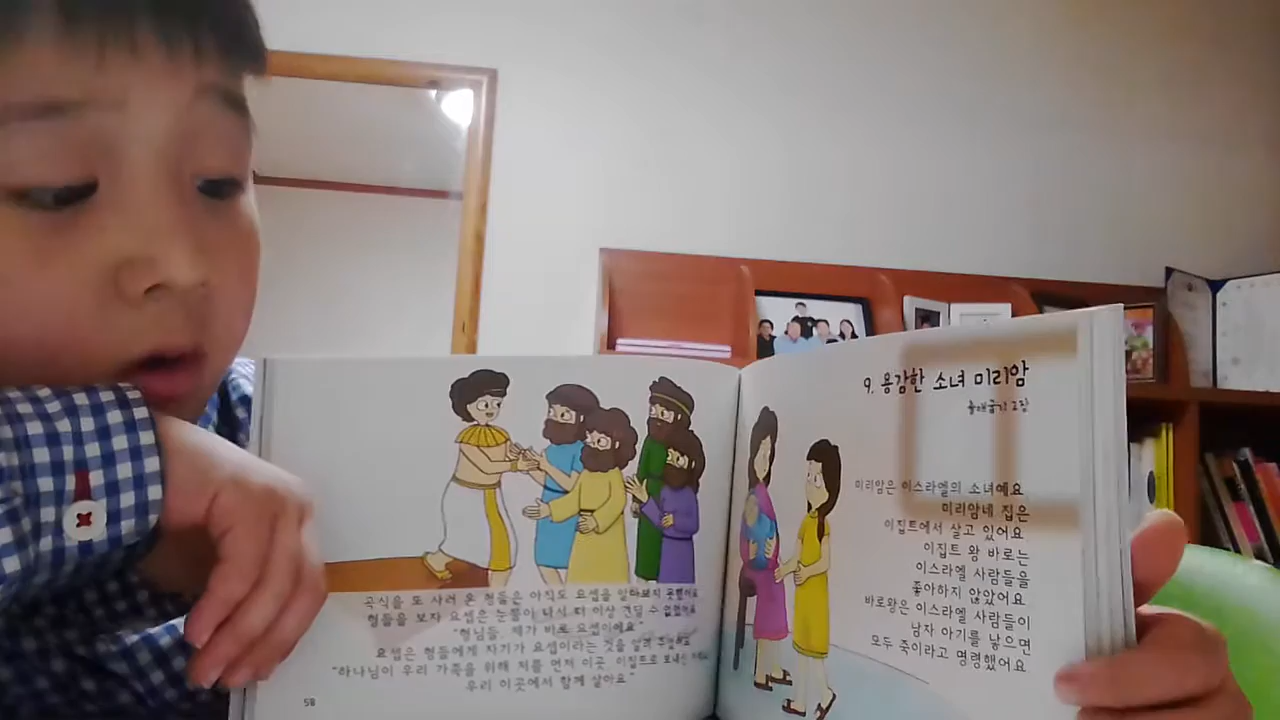 곡식을 또 사러 온 형들은 아직도 요셉을 알아보지 못했어요
형들을 보자 요셉은 눈물이 나서 더 이상 견딜 수 없었어요
"형님들, 제가 바로 요셉이에요"
요셉은 형들에게 자기가 요셉이라는 것을 알려 주었어요
"하나님이 우리 가족을 위해 저를 먼저 이곳 이집트로 보내신
우리 이곳에서 함께 살아요"
58
9. 용감한 소녀 미리암
출애굽기 2장
미리암은 이스라엘의 소녀예요
미리암네 집은
이집트에서 살고 있어요
이집트 왕 바로는
이스라엘 사람들을
좋아하지 않았어요
바로왕은 이스라엘 사람들이
남자 아기를 낳으면
모두 죽이라고 명령했어요